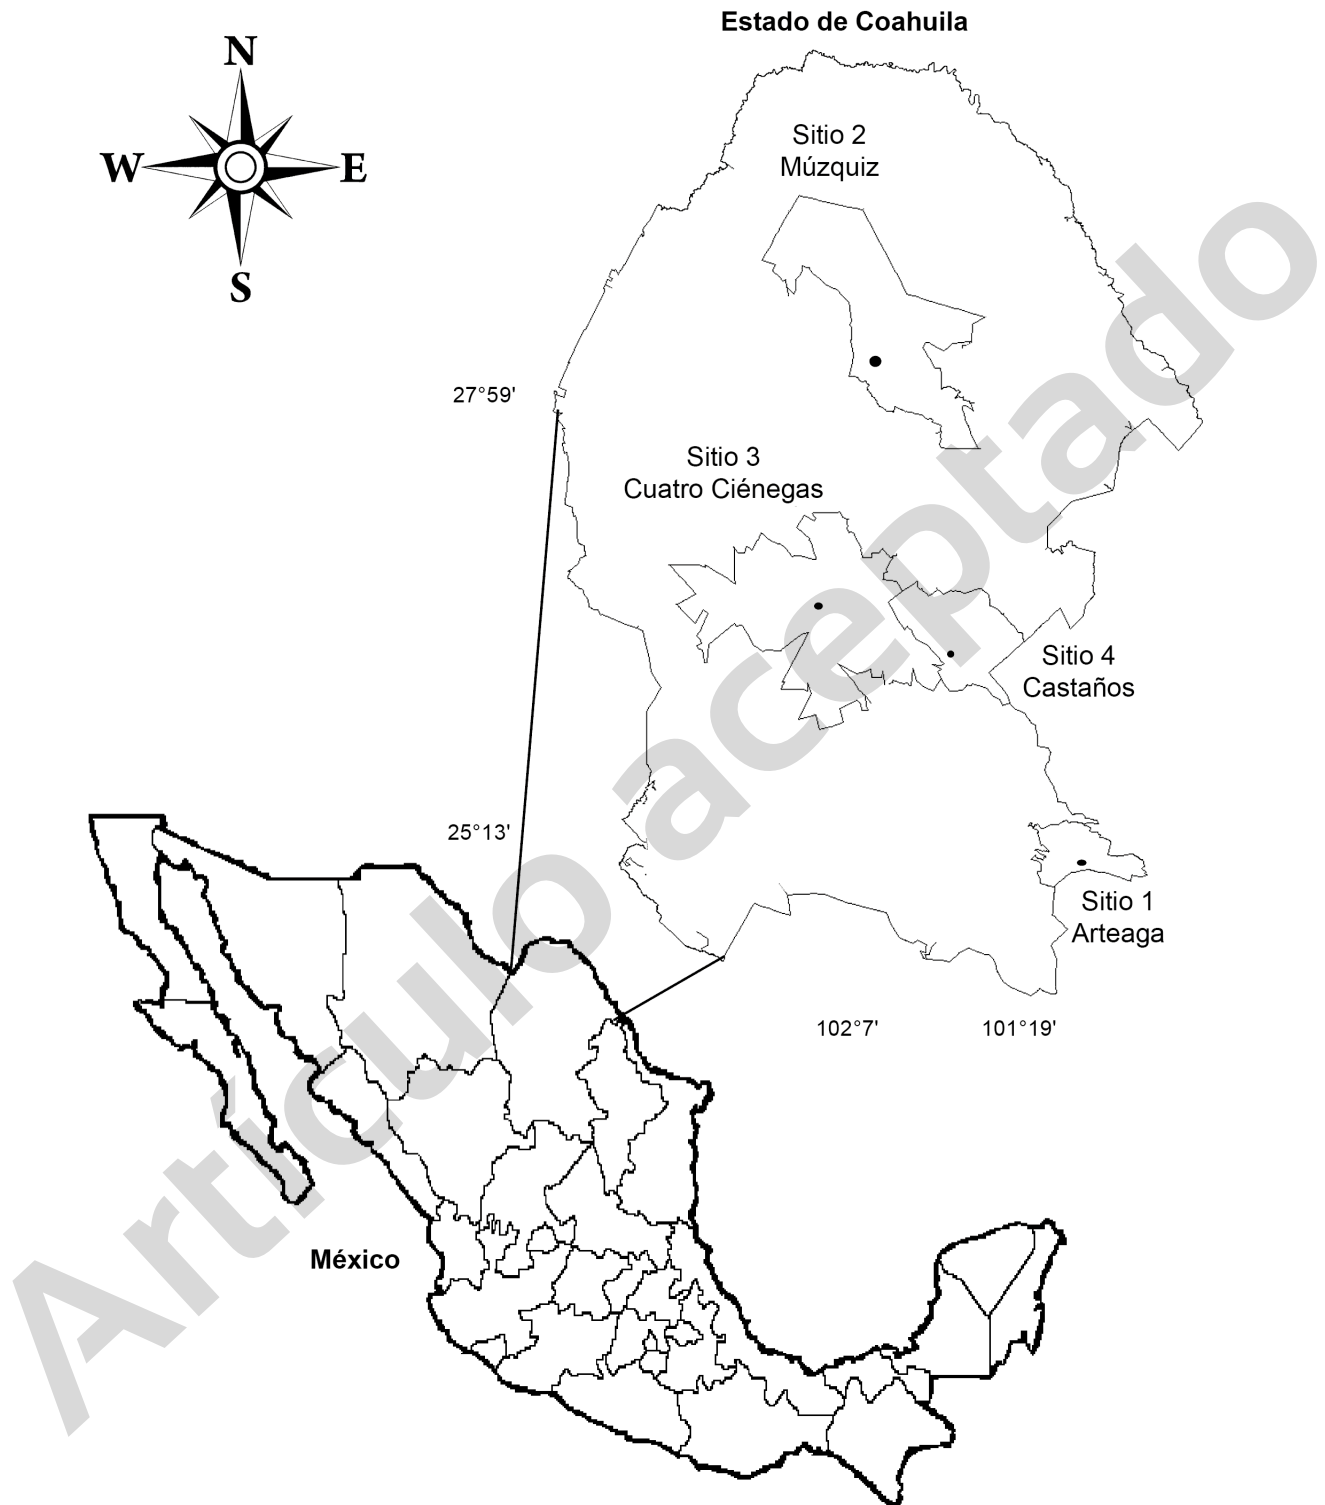 Estado de Coahuila
N
W
E
S
Sitio 2
Múzquiz
27°59'
Sitio 3
Cuatro Ciénegas
Sitio 4
Castaños
25°13'
Sitio 1
Arteaga
102°7'
101°19'
México
Artículo aceptado